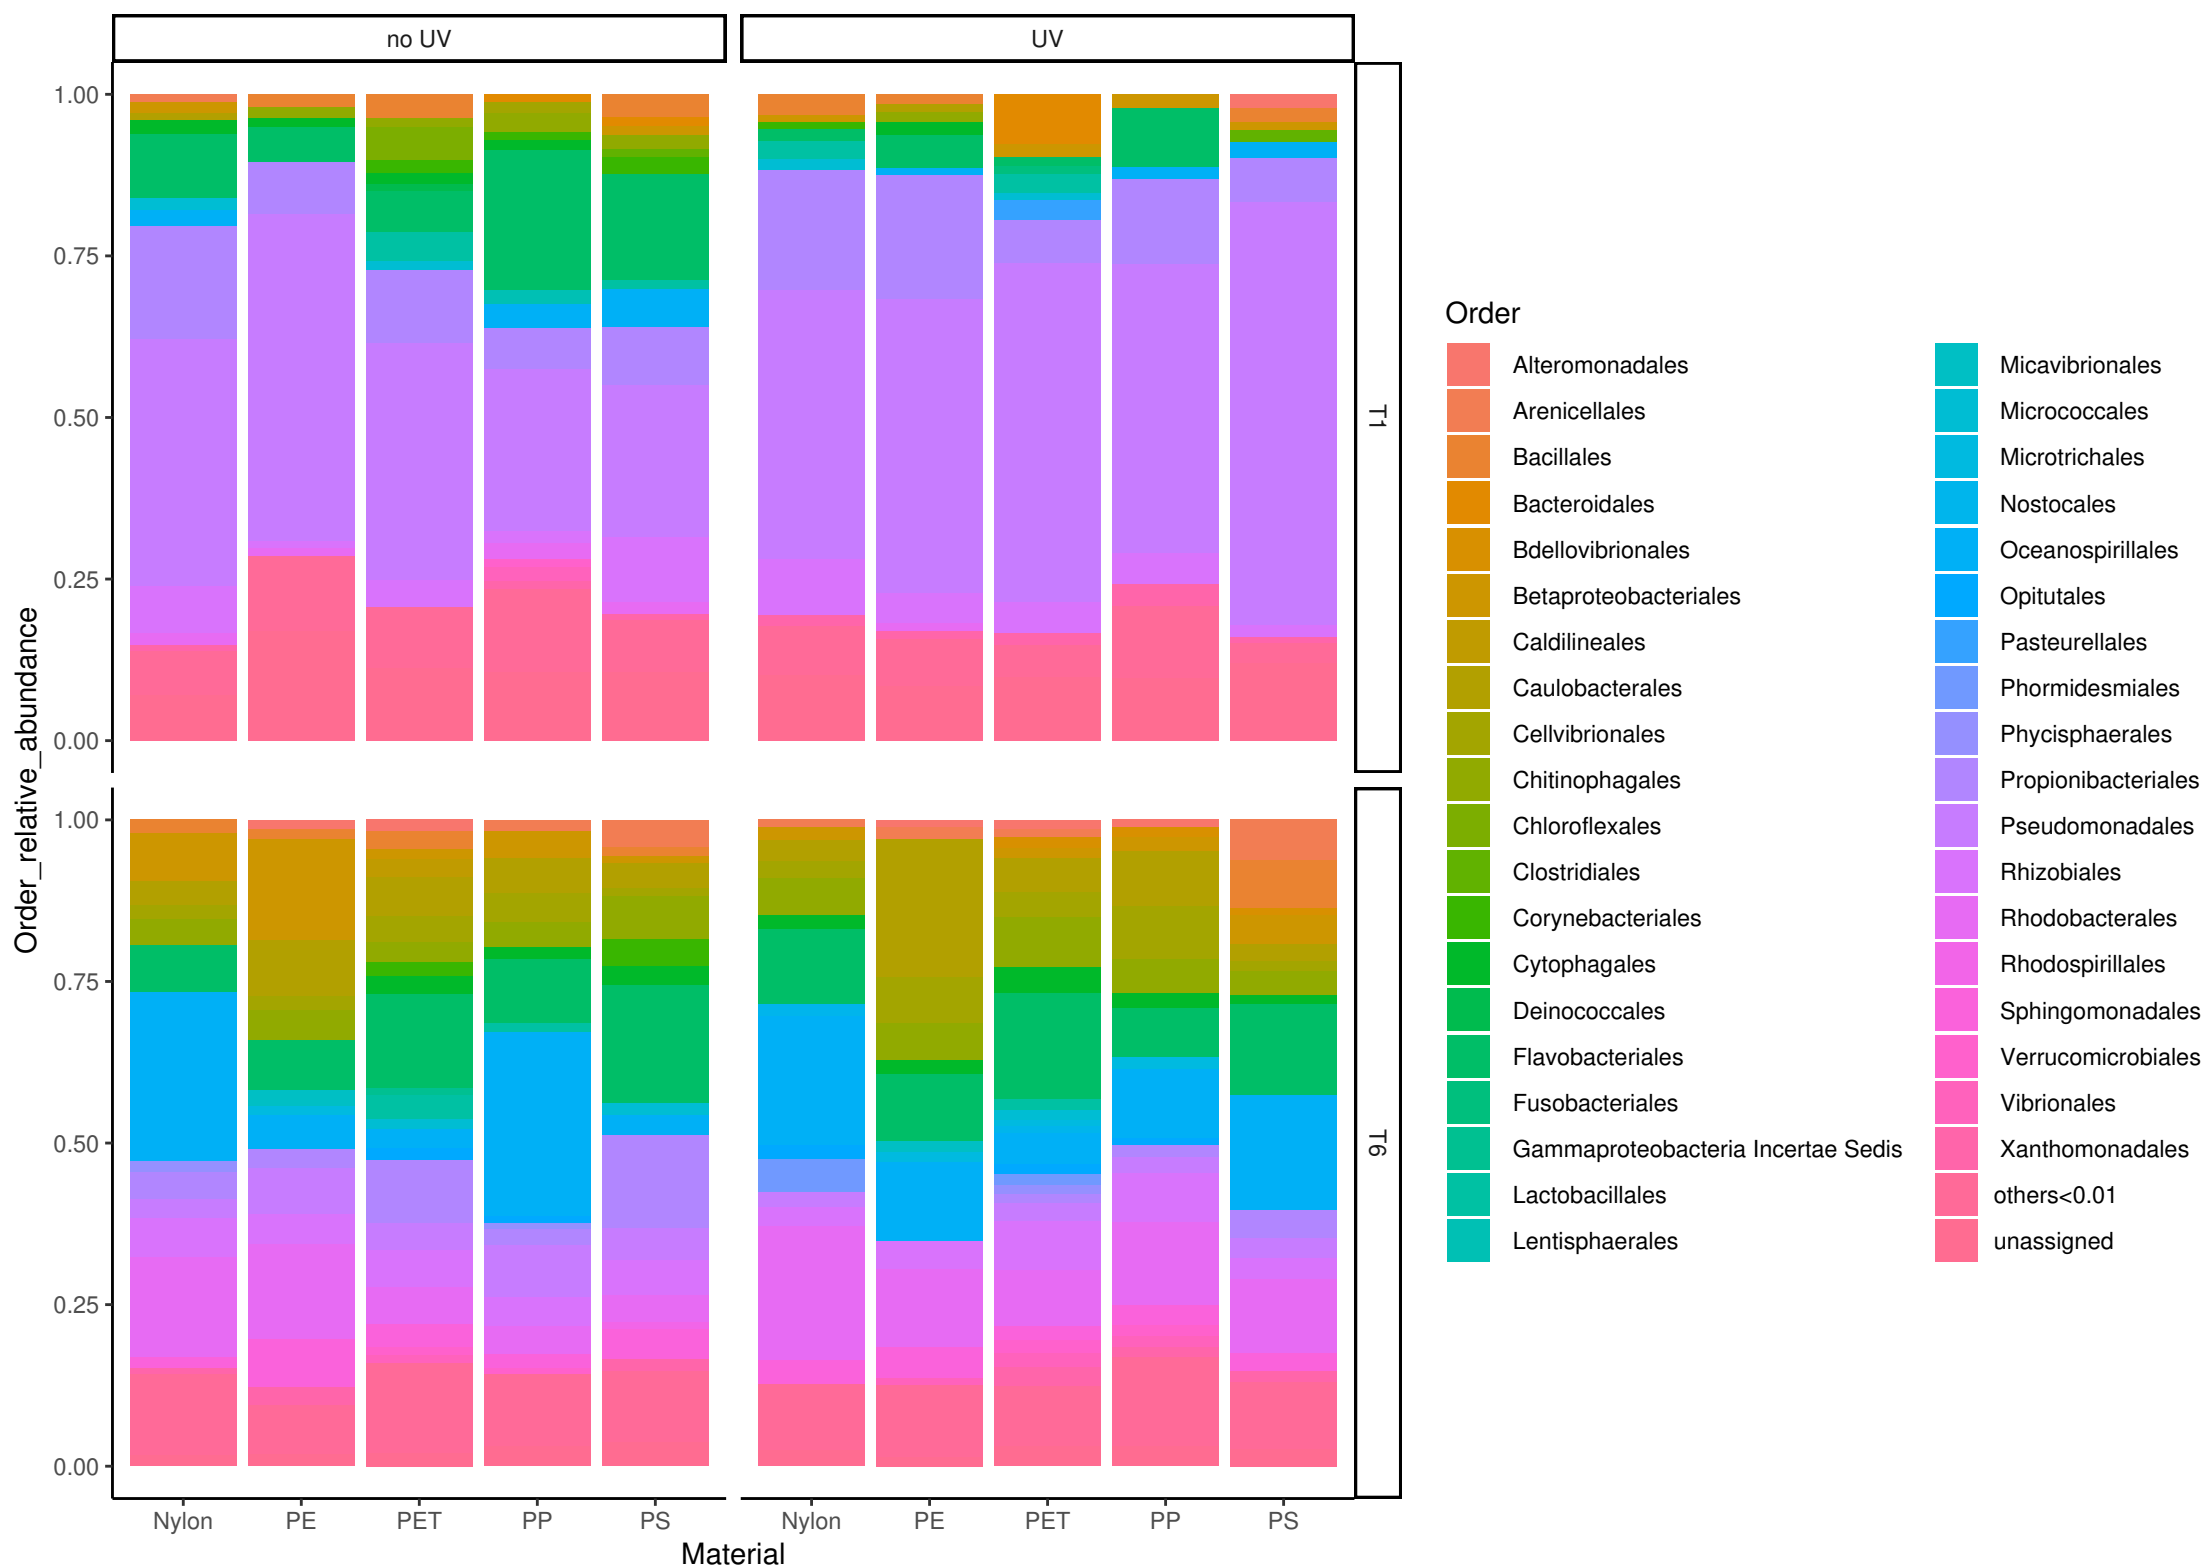 no UV
UV
1.00
0.75
0.50
0.25
0.00
T1
1.00
0.75
0.50
0.25
0.00
T6
Order_relative_abundance
Nylon PE PET PP PS
Nylon PE PET PP PS
Material
Order
Alteromonadales
Arenicellales
Bacillales
Bacteroidales
Bdellovibrionales
Betaproteobacteriales
Caldilineales
Caulobacterales
Cellvibrionales
Chitinophagales
Chloroflexales
Clostridiales
Corynebacteriales
Cytophagales
Deinococcales
Flavobacteriales
Fusobacteriales
Gammaproteobacteria Incertae Sedis
Lactobacillales
Lentisphaerales
Micavibrionales
Micrococcales
Microtrichales
Nostocales
Oceanospirillales
Opitutales
Pasteurellales
Phormidesmiales
Phycisphaerales
Propionibacteriales
Pseudomonadales
Rhizobiales
Rhodobacterales
Rhodospirillales
Sphingomonadales
Verrucomicrobiales
Vibrionales
Xanthomonadales
others<0.01
unassigned